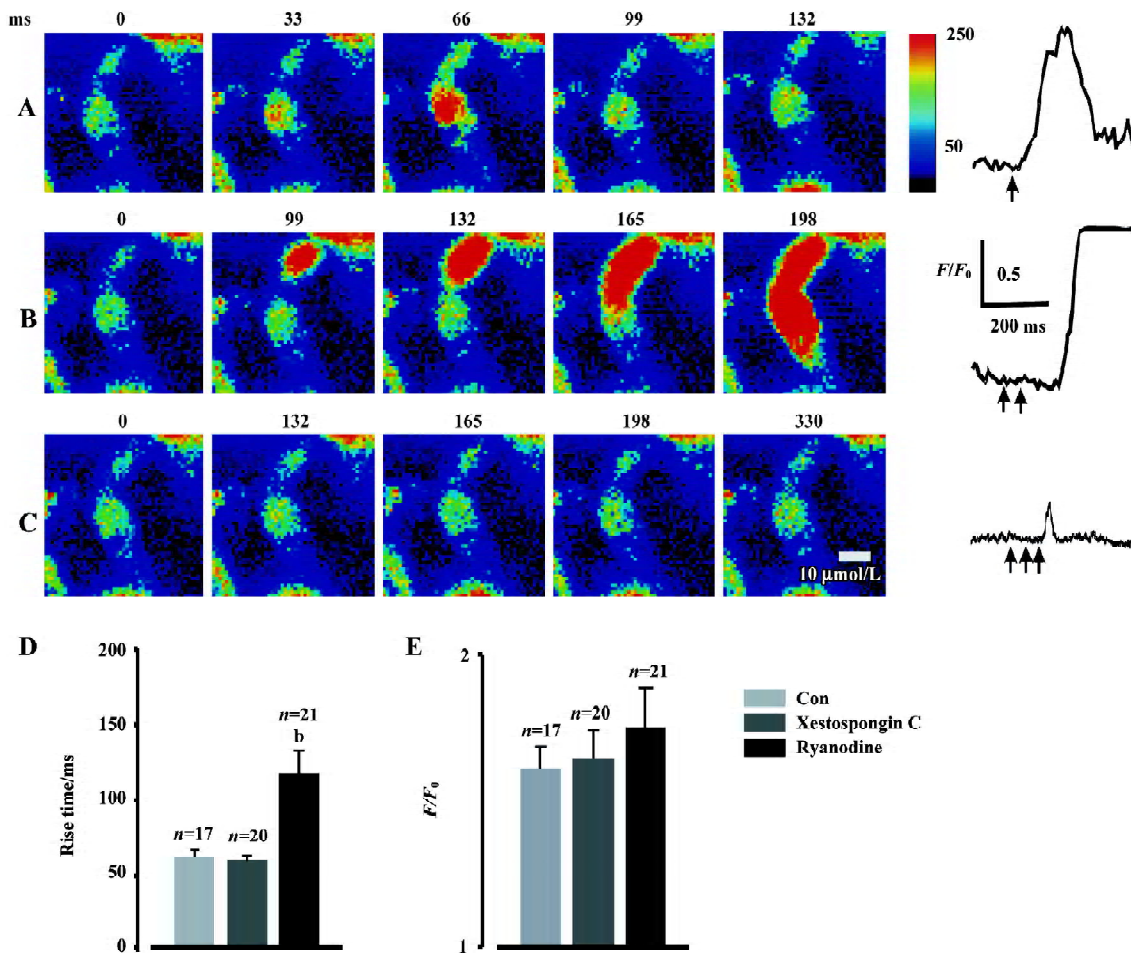 ms 0 33 66 99 132
A
250
50
0 99 132 165 198
B
F/F₀ 0.5
200 ms
0 132 165 198 330
C
10 μmol/L
D
200
150
100
50
0
Rise time/ms
n=17
n=20
n=21
b
E
2
1
F/F₀
n=17
n=20
n=21
Con
Xestospongin C
Ryanodine